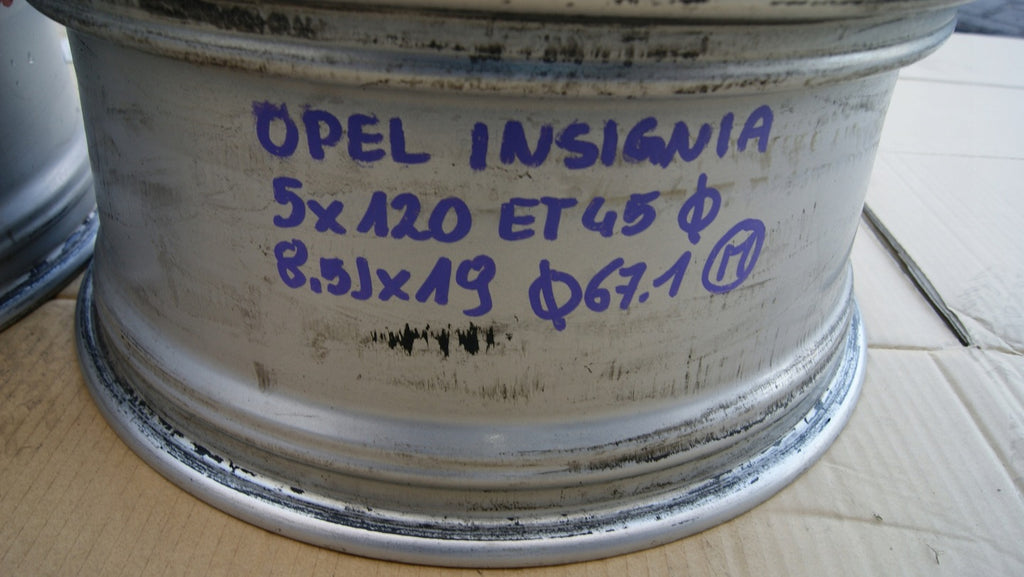 OPEL INSIGNIA
5x120 ET45 ϕ
8.5Jx19 ϕ67.1 Ⓜ